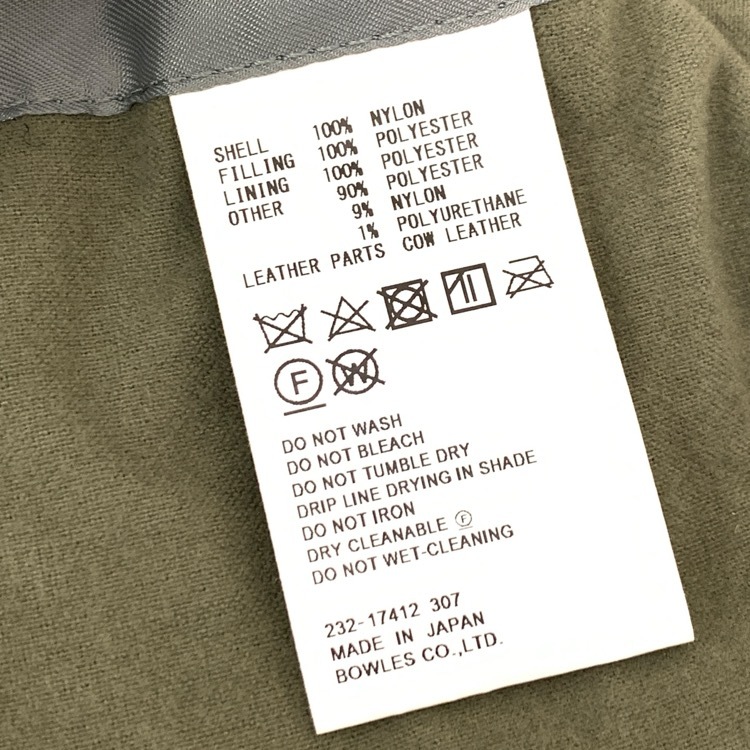 SHELL 100% NYLON
FILLING 100% POLYESTER
LINING 100% POLYESTER
OTHER 90% POLYESTER
9% NYLON
1% POLYURETHANE
LEATHER PARTS COW LEATHER
F W
DO NOT WASH
DO NOT BLEACH
DO NOT TUMBLE DRY
DRIP LINE DRYING IN SHADE
DO NOT IRON
DRY CLEANABLE Ⓕ
DO NOT WET-CLEANING
232-17412 307
MADE IN JAPAN
BOWLES CO.,LTD.